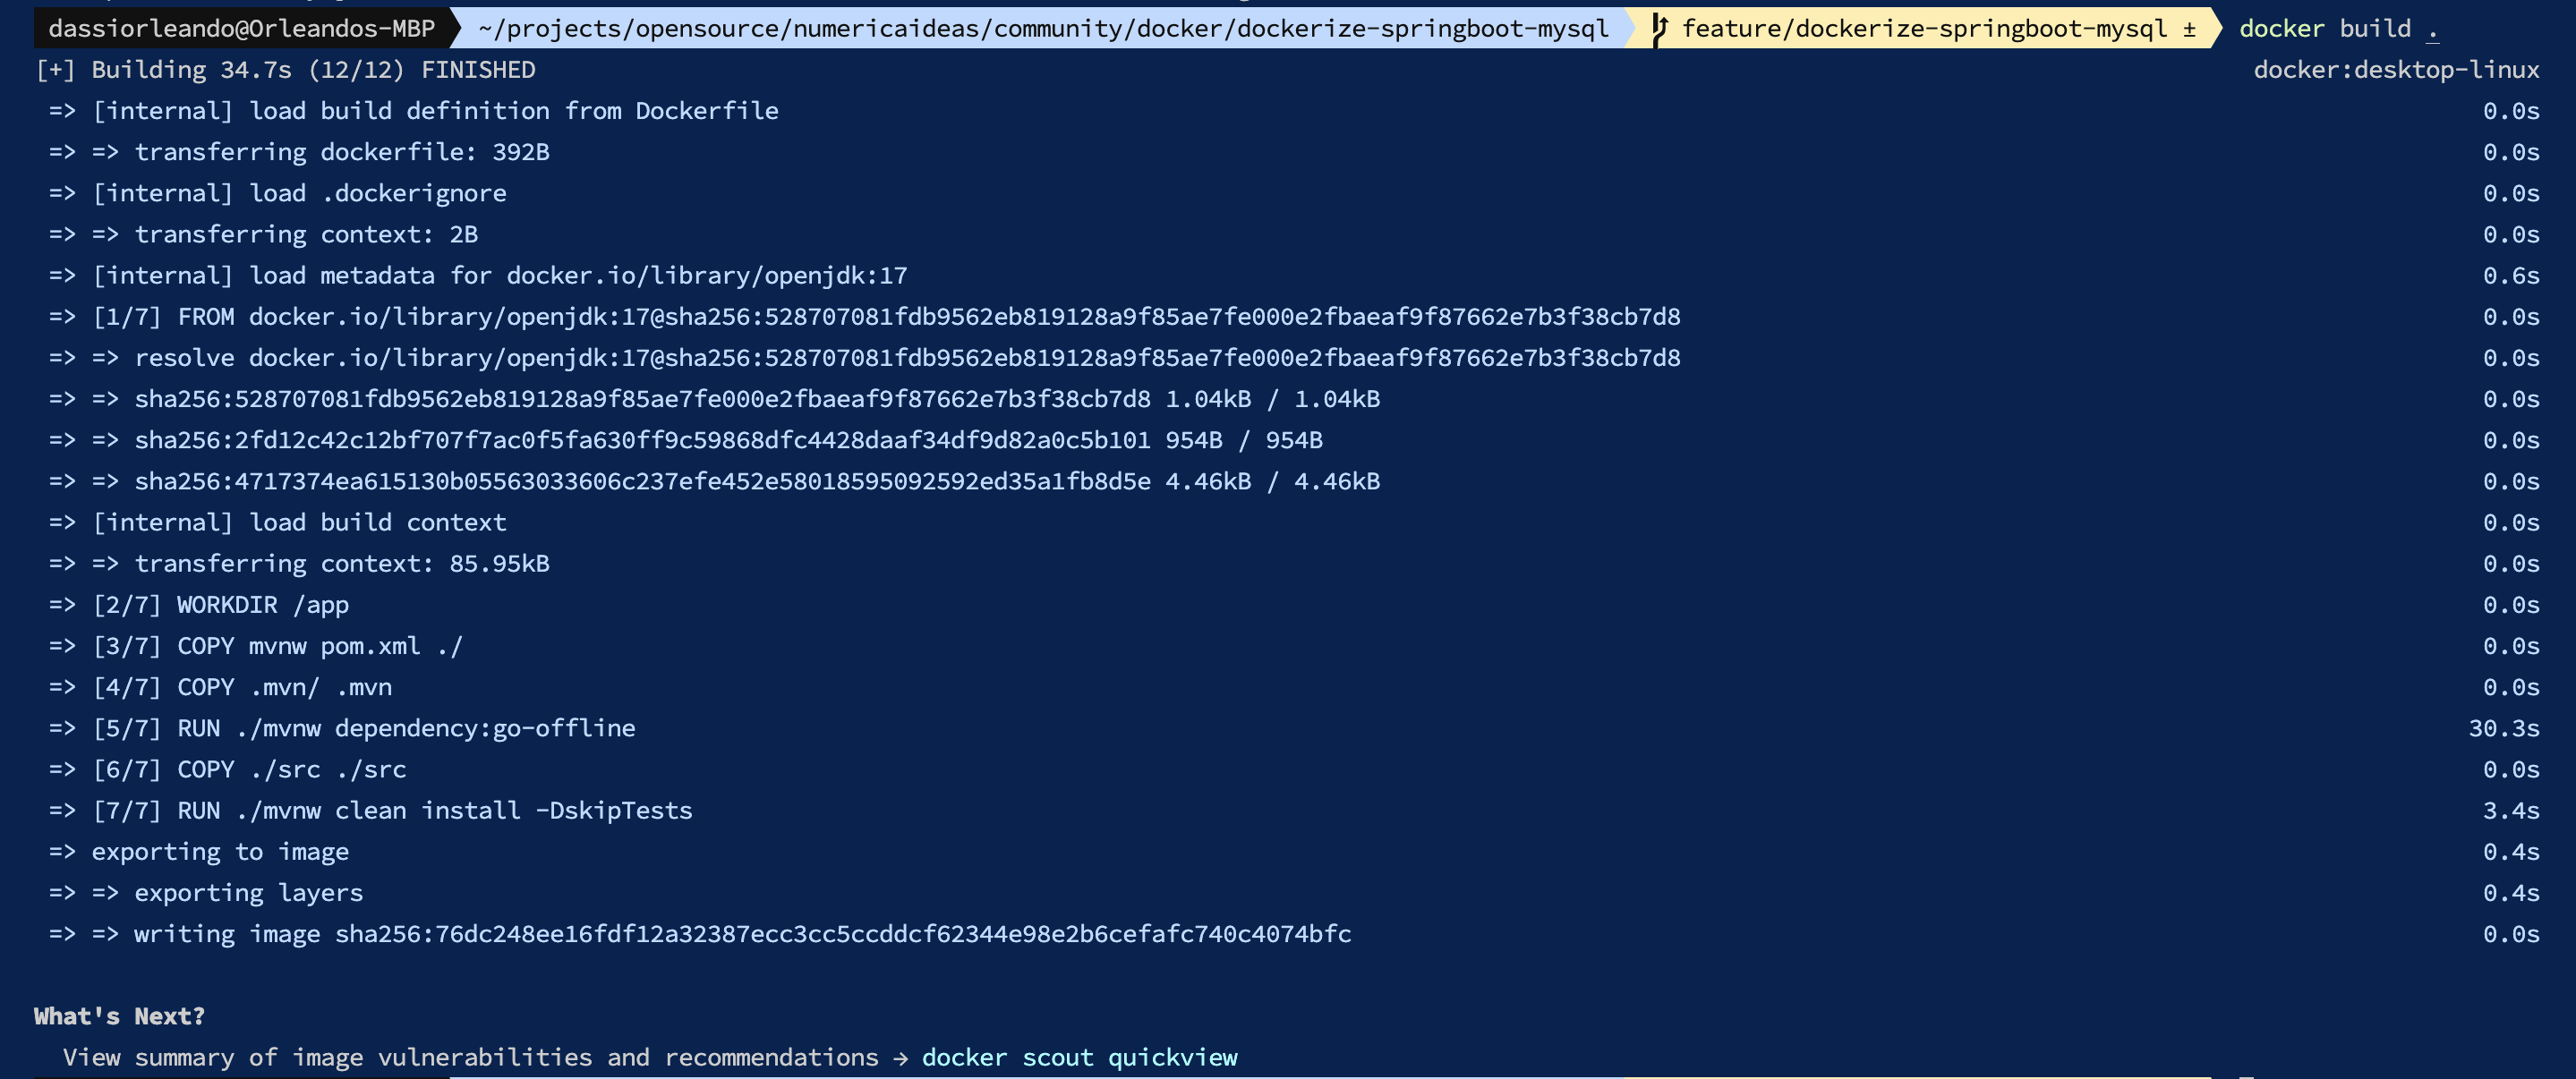 dassiorleando@Orleandos-MBP ~/projects/opensource/numericaideas/community/docker/dockerize-springboot-mysql feature/dockerize-springboot-mysql ± docker build .
[+] Building 34.7s (12/12) FINISHED docker:desktop-linux
=> [internal] load build definition from Dockerfile 0.0s
=> => transferring dockerfile: 392B 0.0s
=> [internal] load .dockerignore 0.0s
=> => transferring context: 2B 0.0s
=> [internal] load metadata for docker.io/library/openjdk:17 0.6s
=> [1/7] FROM docker.io/library/openjdk:17@sha256:528707081fdb9562eb819128a9f85ae7fe000e2fbaeaf9f87662e7b3f38cb7d8 0.0s
=> => resolve docker.io/library/openjdk:17@sha256:528707081fdb9562eb819128a9f85ae7fe000e2fbaeaf9f87662e7b3f38cb7d8 0.0s
=> => sha256:528707081fdb9562eb819128a9f85ae7fe000e2fbaeaf9f87662e7b3f38cb7d8 1.04kB / 1.04kB 0.0s
=> => sha256:2fd12c42c12bf707f7ac0f5fa630ff9c59868dfc4428daaf34df9d82a0c5b101 954B / 954B 0.0s
=> => sha256:4717374ea615130b05563033606c237efe452e58018595092592ed35a1fb8d5e 4.46kB / 4.46kB 0.0s
=> [internal] load build context 0.0s
=> => transferring context: 85.95kB 0.0s
=> [2/7] WORKDIR /app 0.0s
=> [3/7] COPY mvnw pom.xml ./ 0.0s
=> [4/7] COPY .mvn/ .mvn 0.0s
=> [5/7] RUN ./mvnw dependency:go-offline 30.3s
=> [6/7] COPY ./src ./src 0.0s
=> [7/7] RUN ./mvnw clean install -DskipTests 3.4s
=> exporting to image 0.4s
=> => exporting layers 0.4s
=> => writing image sha256:76dc248ee16fdf12a32387ecc3cc5ccddcf62344e98e2b6cefafc740c4074bfc 0.0s
What's Next?
View summary of image vulnerabilities and recommendations → docker scout quickview